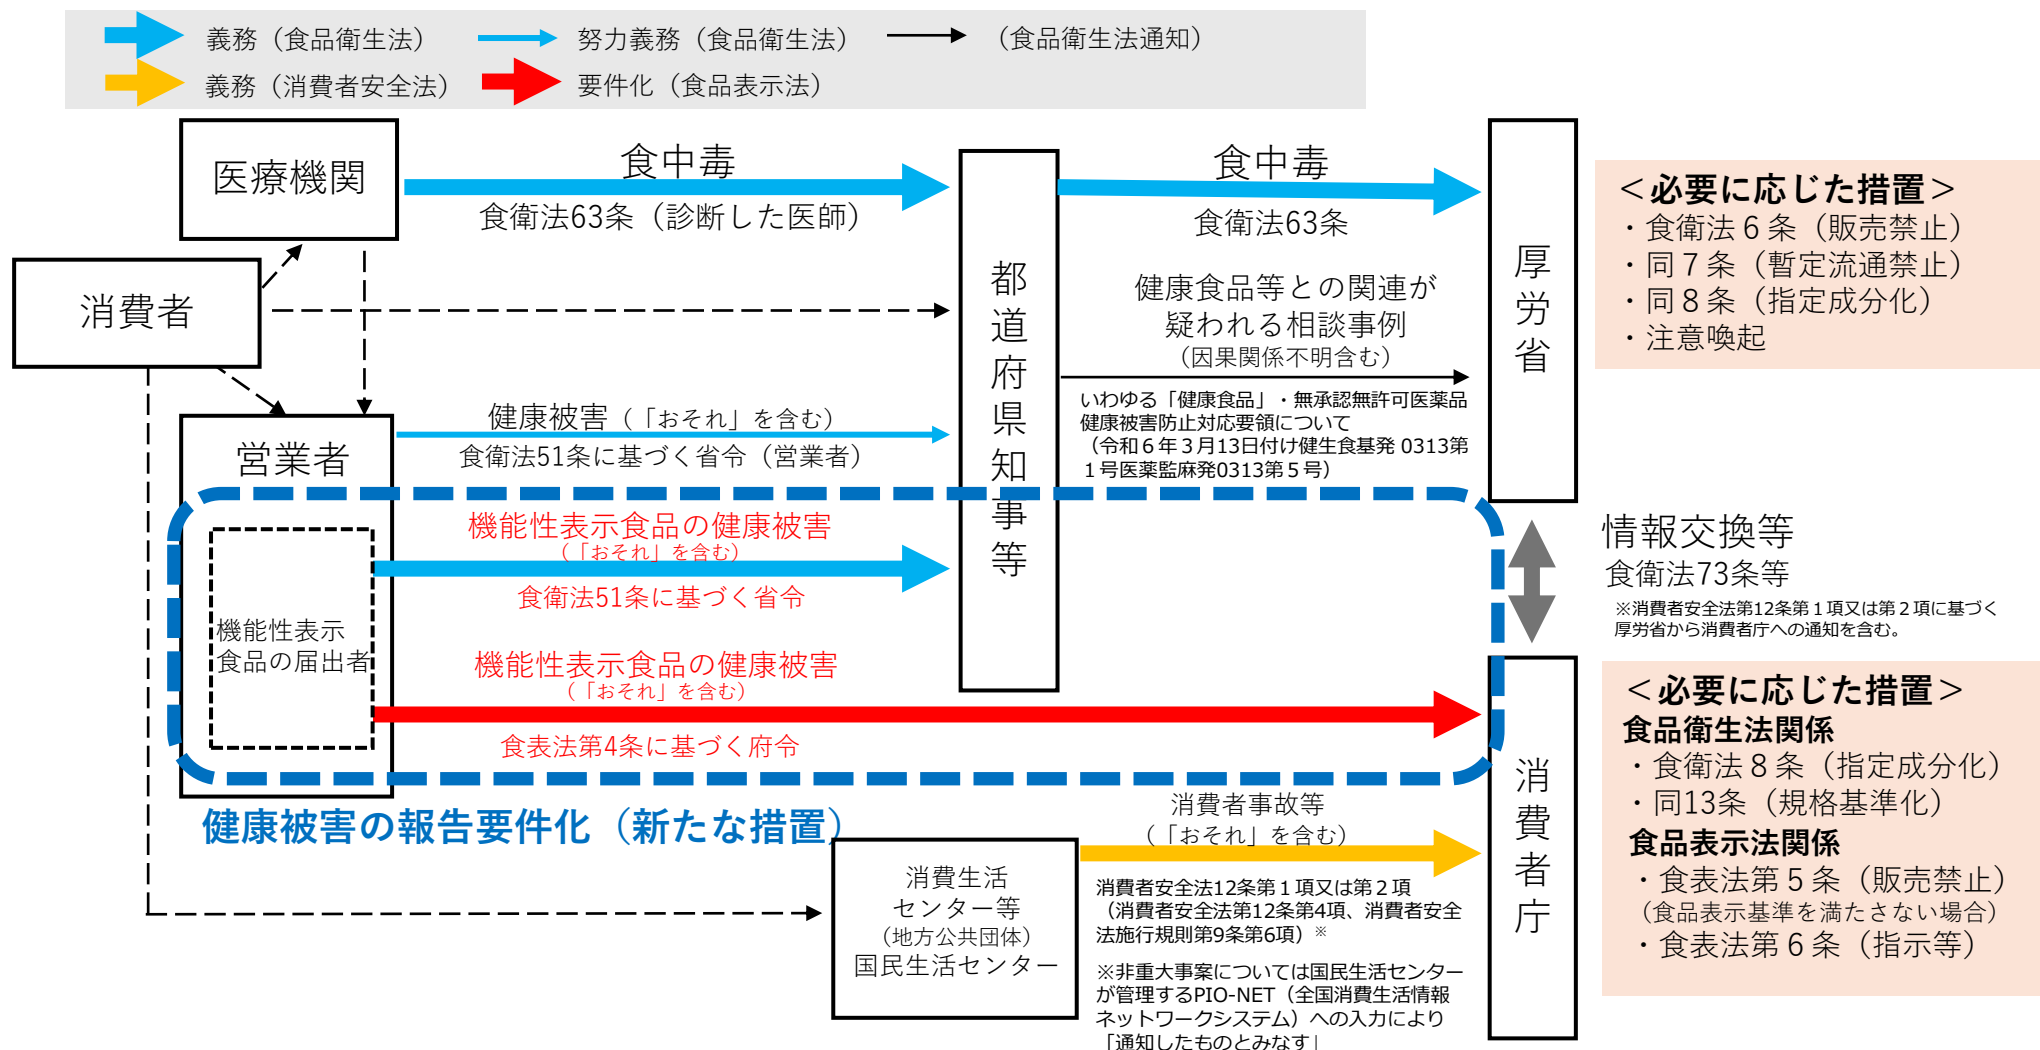 義務（食品衛生法）
努力義務（食品衛生法）
（食品衛生法通知）
義務（消費者安全法）
要件化（食品表示法）
医療機関
消費者
営業者
機能性表示
食品の届出者
食中毒
食衛法63条（診断した医師）
健康被害（「おそれ」を含む）
食衛法51条に基づく省令（営業者）
機能性表示食品の健康被害
（「おそれ」を含む）
食衛法51条に基づく省令
機能性表示食品の健康被害
（「おそれ」を含む）
食表法第4条に基づく府令
健康被害の報告要件化（新たな措置）
都道府県知事等
食中毒
食衛法63条
健康食品等との関連が
疑われる相談事例
（因果関係不明含む）
いわゆる「健康食品」・無承認無許可医薬品
健康被害防止対応要領について
（令和６年３月13日付け健生食基発 0313第
１号医薬監麻発0313第５号）
消費生活
センター等
（地方公共団体）
国民生活センター
消費者事故等
（「おそれ」を含む）
消費者安全法12条第１項又は第２項
（消費者安全法第12条第4項、消費者安全
法施行規則第9条第6項）※
※非重大事案については国民生活センター
が管理するPIO-NET（全国消費生活情報
ネットワークシステム）への入力により
「通知したものとみなす」
厚労省
情報交換等
食衛法73条等
※消費者安全法第12条第１項又は第２項に基づく
厚労省から消費者庁への通知を含む。
消費者庁
＜必要に応じた措置＞
・食衛法６条（販売禁止）
・同７条（暫定流通禁止）
・同８条（指定成分化）
・注意喚起
＜必要に応じた措置＞
食品衛生法関係
・食衛法８条（指定成分化）
・同13条（規格基準化）
食品表示法関係
・食表法第５条（販売禁止）
（食品表示基準を満たさない場合）
・食表法第６条（指示等）